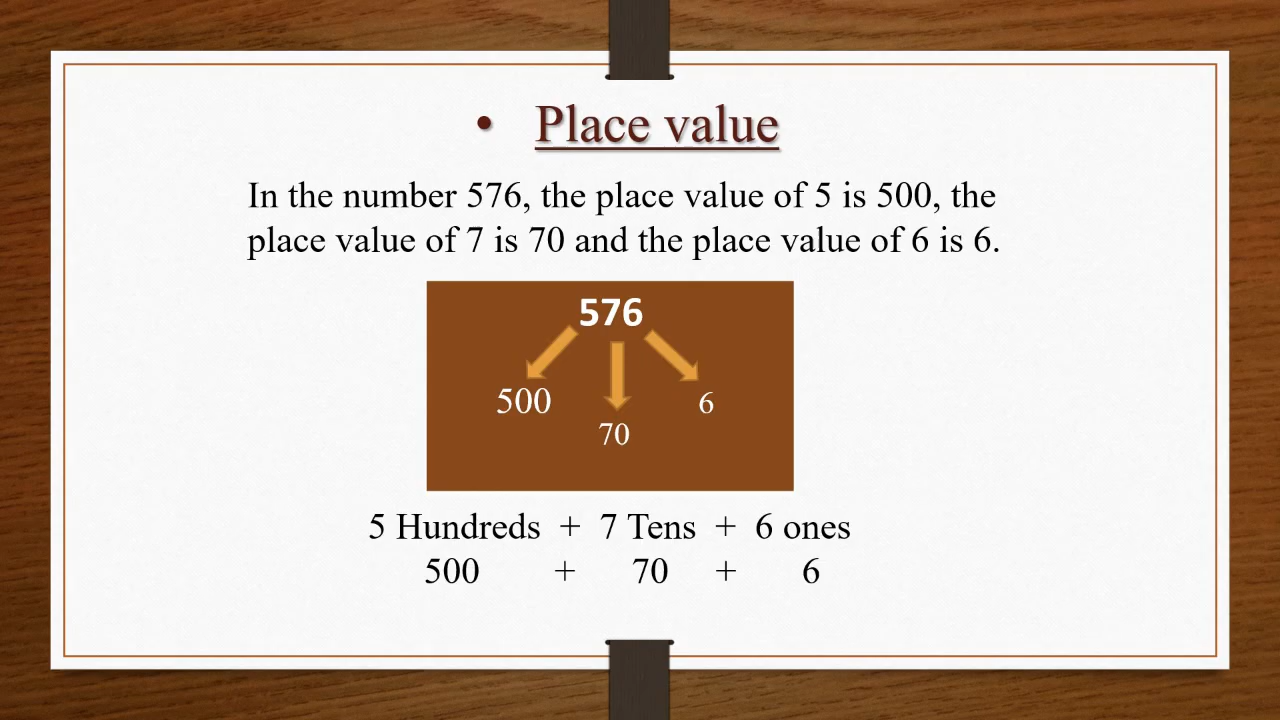 • Place value
In the number 576, the place value of 5 is 500, the
place value of 7 is 70 and the place value of 6 is 6.
576
500 6
70
5 Hundreds + 7 Tens + 6 ones
500 + 70 + 6